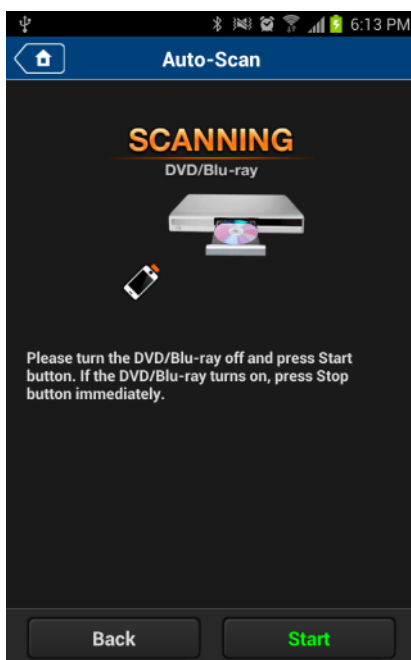 6:13 PM
Auto-Scan
SCANNING
DVD/Blu-ray
Please turn the DVD/Blu-ray off and press Start
button. If the DVD/Blu-ray turns on, press Stop
button immediately.
Back
Start